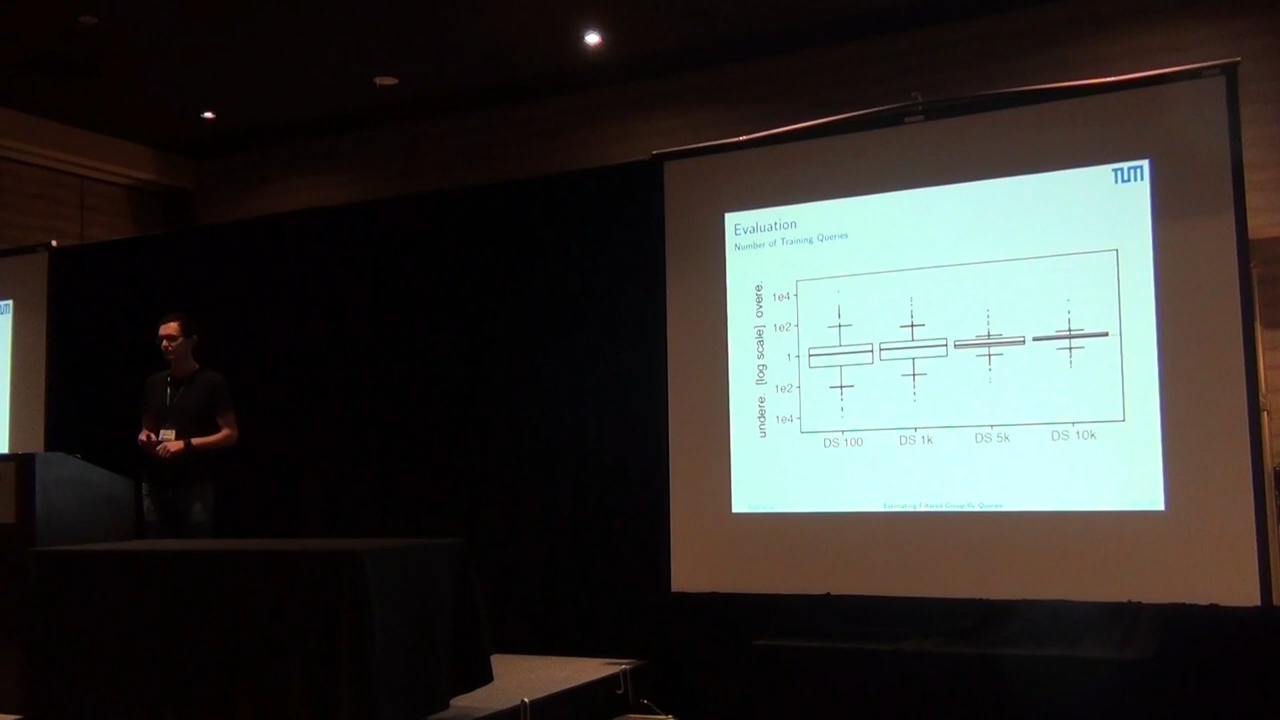 TUM
Evaluation
Number of Training Queries
undere. [log scale] overe.
1e4
1e2
1
1e2
1e4
DS 100
DS 1k
DS 5k
DS 10k
Estimating Filtered Group-By Queries